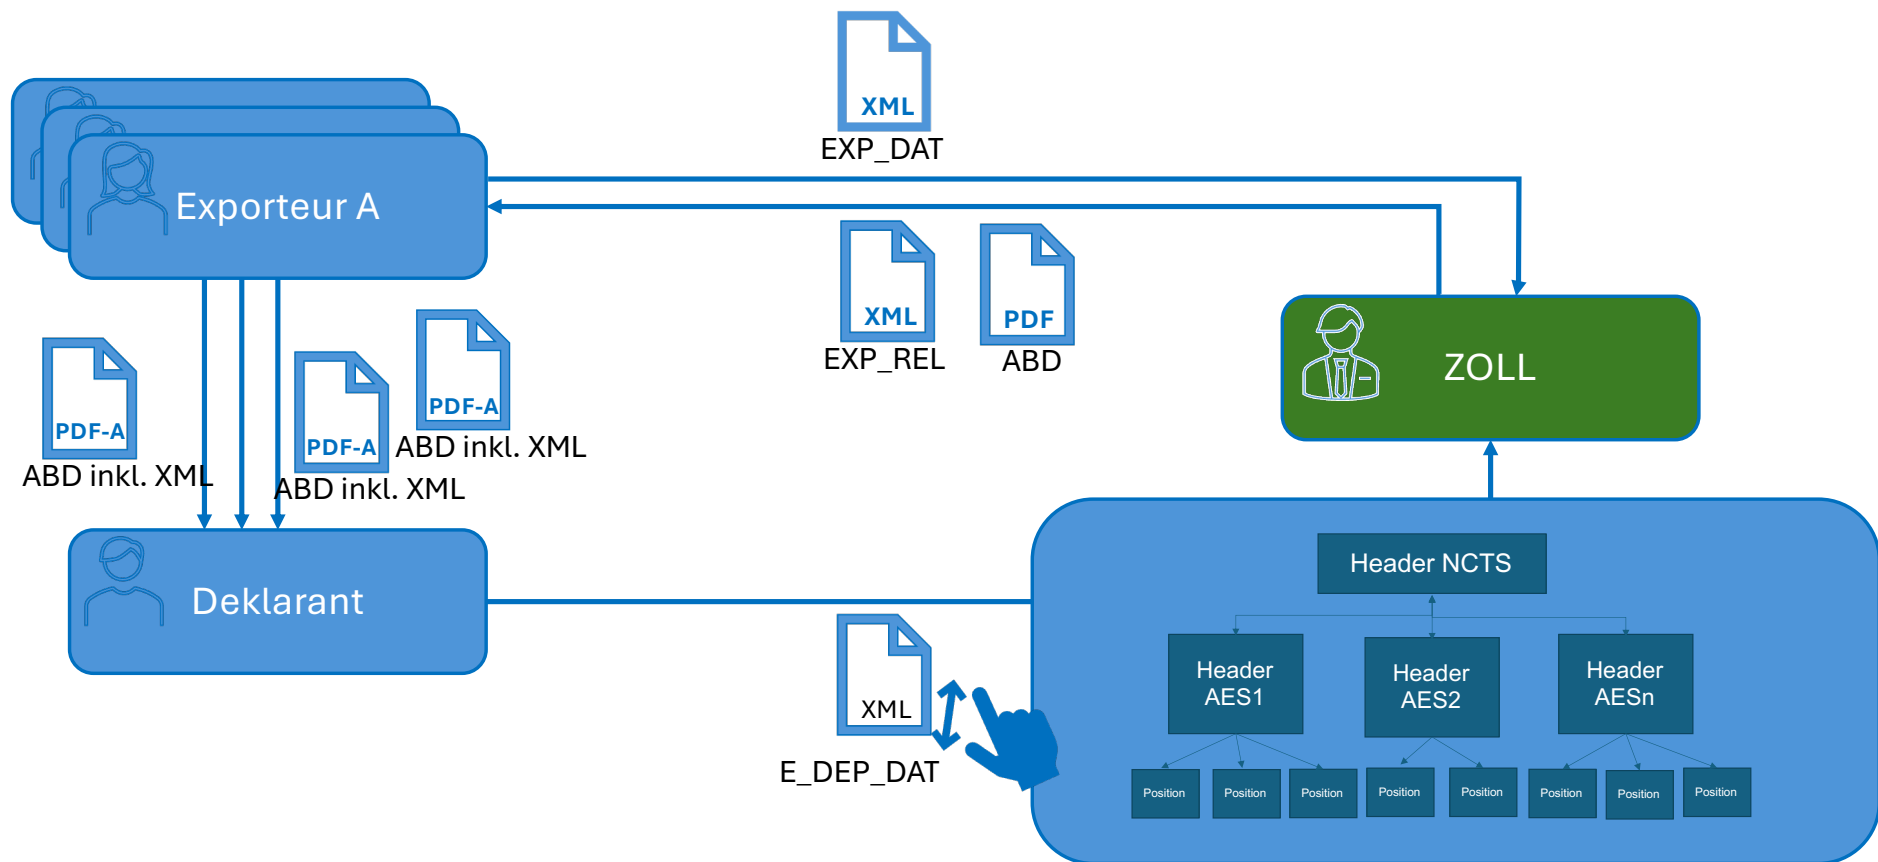 XML
EXP_DAT
Exporteur A
XML
EXP_REL
PDF
ABD
ZOLL
PDF-A
ABD inkl. XML
PDF-A
ABD inkl. XML
PDF-A
ABD inkl. XML
Deklarant
XML
E_DEP_DAT
Header NCTS
Header
AES1
Header
AES2
Header
AESn
Position
Position
Position
Position
Position
Position
Position
Position